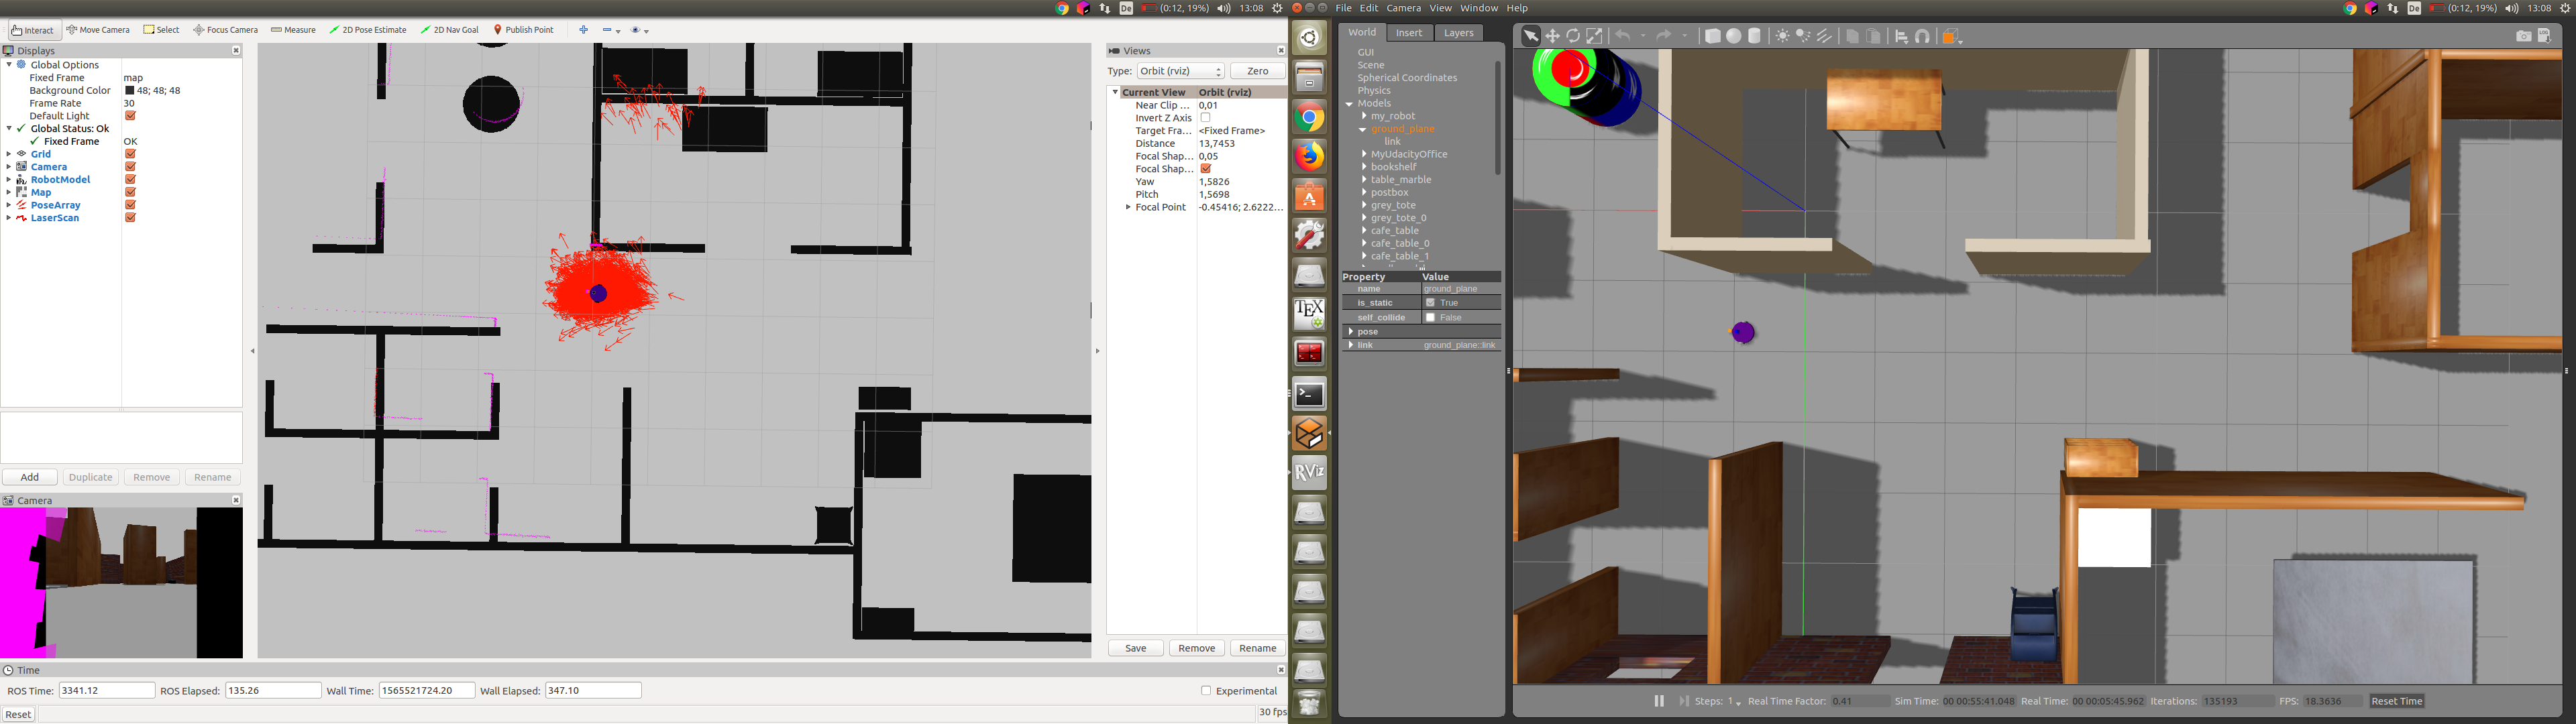 De (0:12, 19%) 13:08
Interact Move Camera Select Focus Camera Measure 2D Pose Estimate 2D Nav Goal Publish Point
Displays
Global Options
Fixed Frame map
Background Color 48; 48; 48
Frame Rate 30
Default Light
Global Status: Ok
Fixed Frame OK
Grid
Camera
RobotModel
Map
PoseArray
LaserScan
Add Duplicate Remove Rename
Camera
Views
Type: Orbit (rviz) Zero
Current View Orbit (rviz)
Near Clip ... 0,01
Invert Z Axis
Target Fra... <Fixed Frame>
Distance 13,7453
Focal Shap... 0,05
Focal Shap...
Yaw 1,5826
Pitch 1,5698
Focal Point -0.45416; 2.6222...
Save Remove Rename
Time
ROS Time: 3341.12 ROS Elapsed: 135.26 Wall Time: 1565521724.20 Wall Elapsed: 347.10 Experimental
Reset 30 fps
TEX
RViz
File Edit Camera View Window Help
De (0:12, 19%) 13:08
World Insert Layers
GUI
Scene
Spherical Coordinates
Physics
Models
my_robot
ground_plane
link
MyUdacityOffice
bookshelf
table_marble
postbox
grey_tote
grey_tote_0
cafe_table
cafe_table_0
cafe_table_1
Property Value
name ground_plane
is_static True
self_collide False
pose
link ground_plane::link
LOG
Steps: 1 Real Time Factor: 0.41 Sim Time: 00 00:55:41.048 Real Time: 00 00:05:45.962 Iterations: 135193 FPS: 18.3636 Reset Time